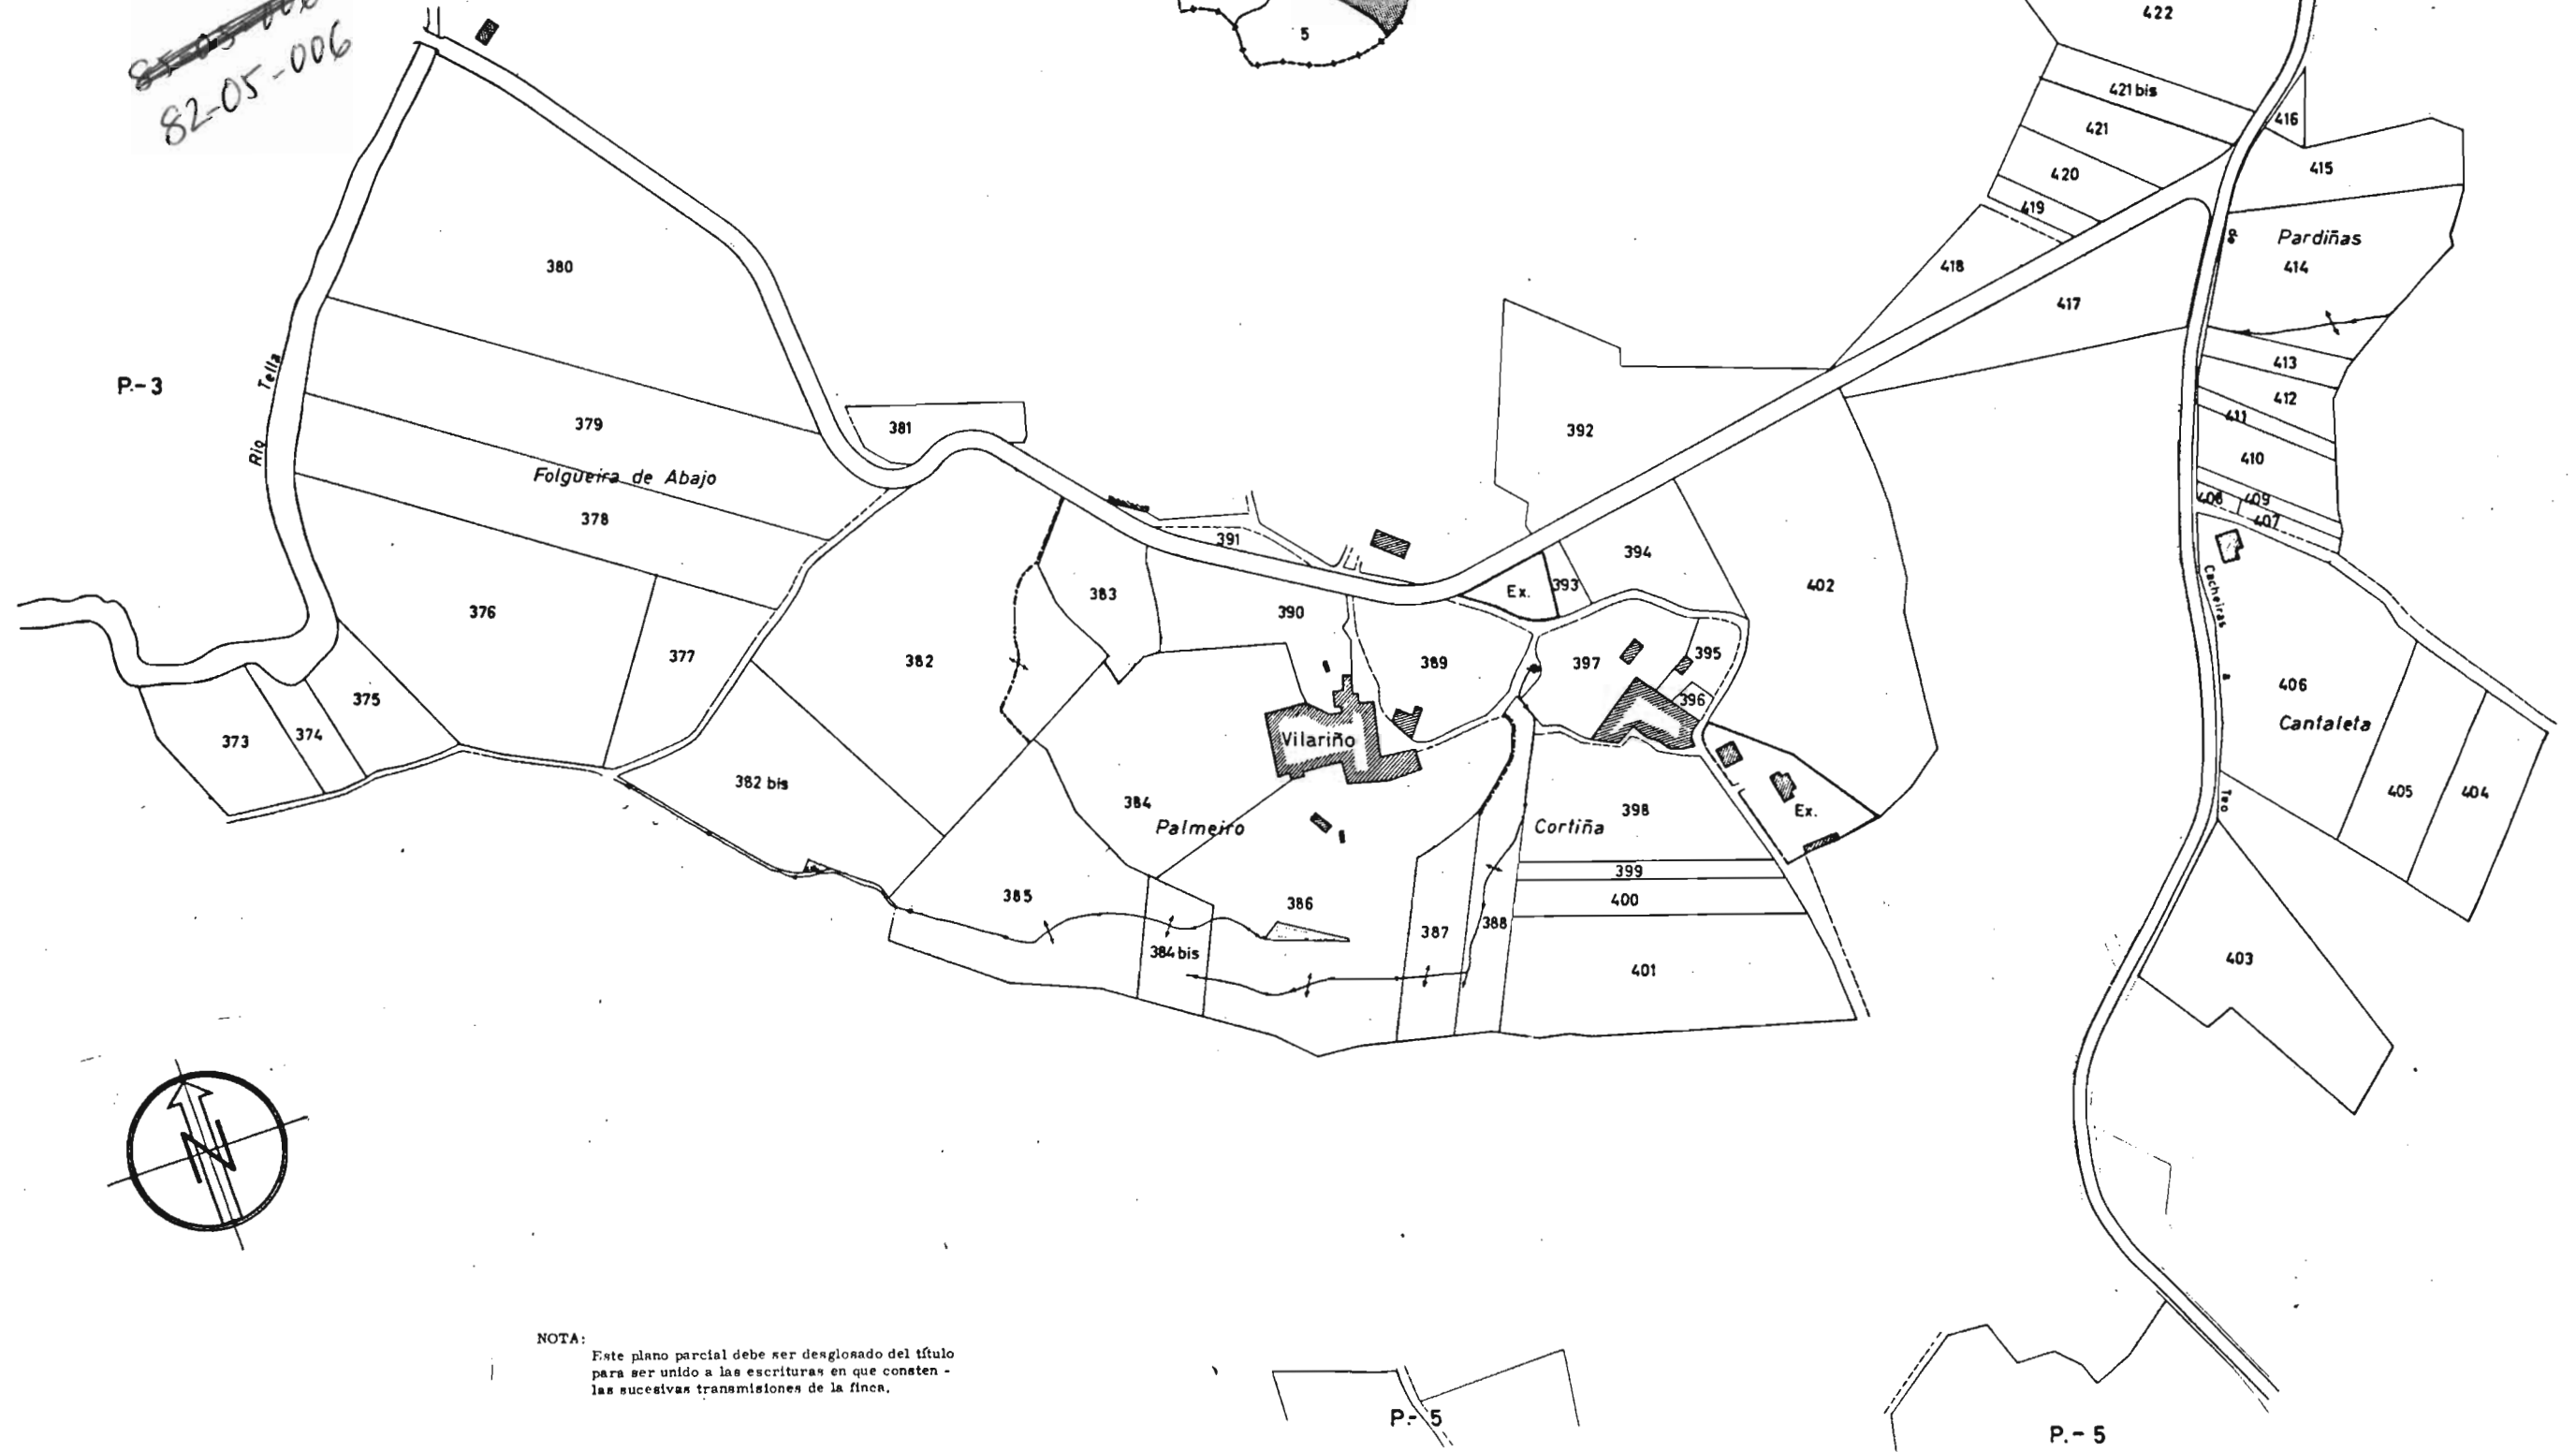 82-05-006
5
422
421 bis
416
421
415
420
419
de
Pardiñas
418
414
380
417
P.- 3
Rio Tella
413
412
411
379
381
392
410
Folgueira de Abajo
378
408
409
407
391
394
Ex.
393
402
383
390
376
377
382
389
397
395
396
Cacheiras
a
Teo
406
Cantaleta
375
373
374
Vilariño
382 bis
384
Palmeiro
Cortiña
398
Ex.
405
404
399
385
386
400
387
388
384 bis
401
403
N
NOTA:
Este plano parcial debe ser desglosado del título
para ser unido a las escrituras en que consten -
las sucesivas transmisiones de la finca.
P.- 5
P.- 5